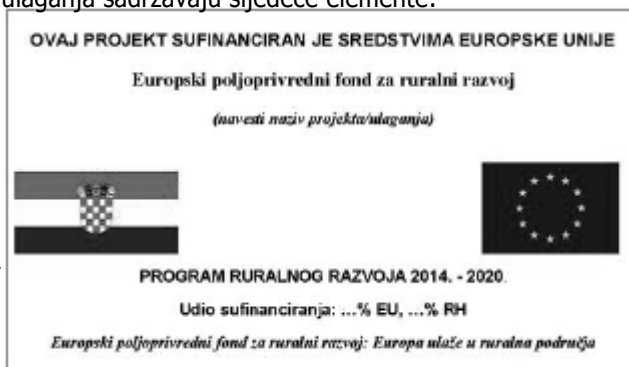 ulaganja sadržavaju sljedeće elemente:
OVAJ PROJEKT SUFINANCIRAN JE SREDSTVIMA EUROPSKE UNIJE
Europski poljoprivredni fond za ruralni razvoj
(navesti naziv projekta/ulaganja)
PROGRAM RURALNOG RAZVOJA 2014. - 2020.
Udio sufinanciranja: ...% EU, ...% RH
Europski poljoprivredni fond za ruralni razvoj: Europa ulaže u ruralna područja